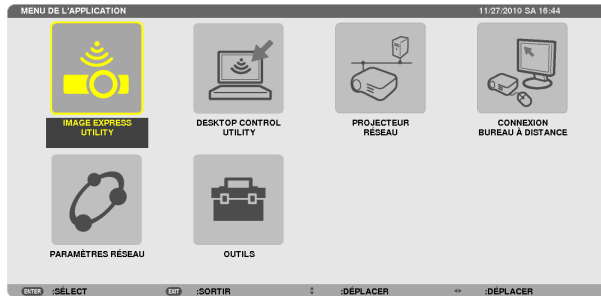 MENU DE L'APPLICATION 11/27/2010 SA 16:44
IMAGE EXPRESS
UTILITY
DESKTOP CONTROL
UTILITY
PROJECTEUR
RÉSEAU
CONNEXION
BUREAU À DISTANCE
PARAMÈTRES RÉSEAU
OUTILS
ENTER :SÉLECT EXIT :SORTIR :DÉPLACER :DÉPLACER